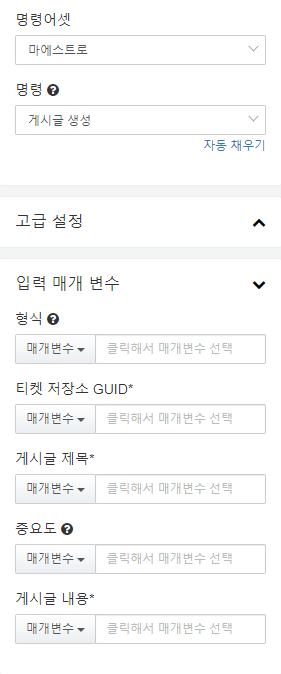 명령어셋
마에스트로
명령
게시글 생성
자동 채우기
고급 설정
입력 매개 변수
형식
매개변수 클릭해서 매개변수 선택
티켓 저장소 GUID*
매개변수 클릭해서 매개변수 선택
게시글 제목*
매개변수 클릭해서 매개변수 선택
중요도
매개변수 클릭해서 매개변수 선택
게시글 내용*
매개변수 클릭해서 매개변수 선택